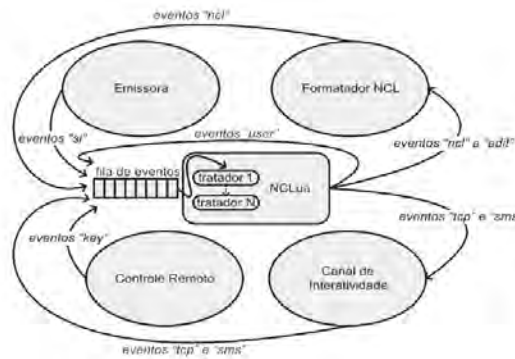 eventos "ncl"
Emissora
Formatador NCL
eventos "si"
eventos "user"
eventos "ncl" e "edit"
fila de eventos
tratador 1
NCLua
tratador N
eventos "tcp" e "sms"
eventos "key"
Controle Remoto
Canal de
Interatividade
eventos "tcp" e "sms"